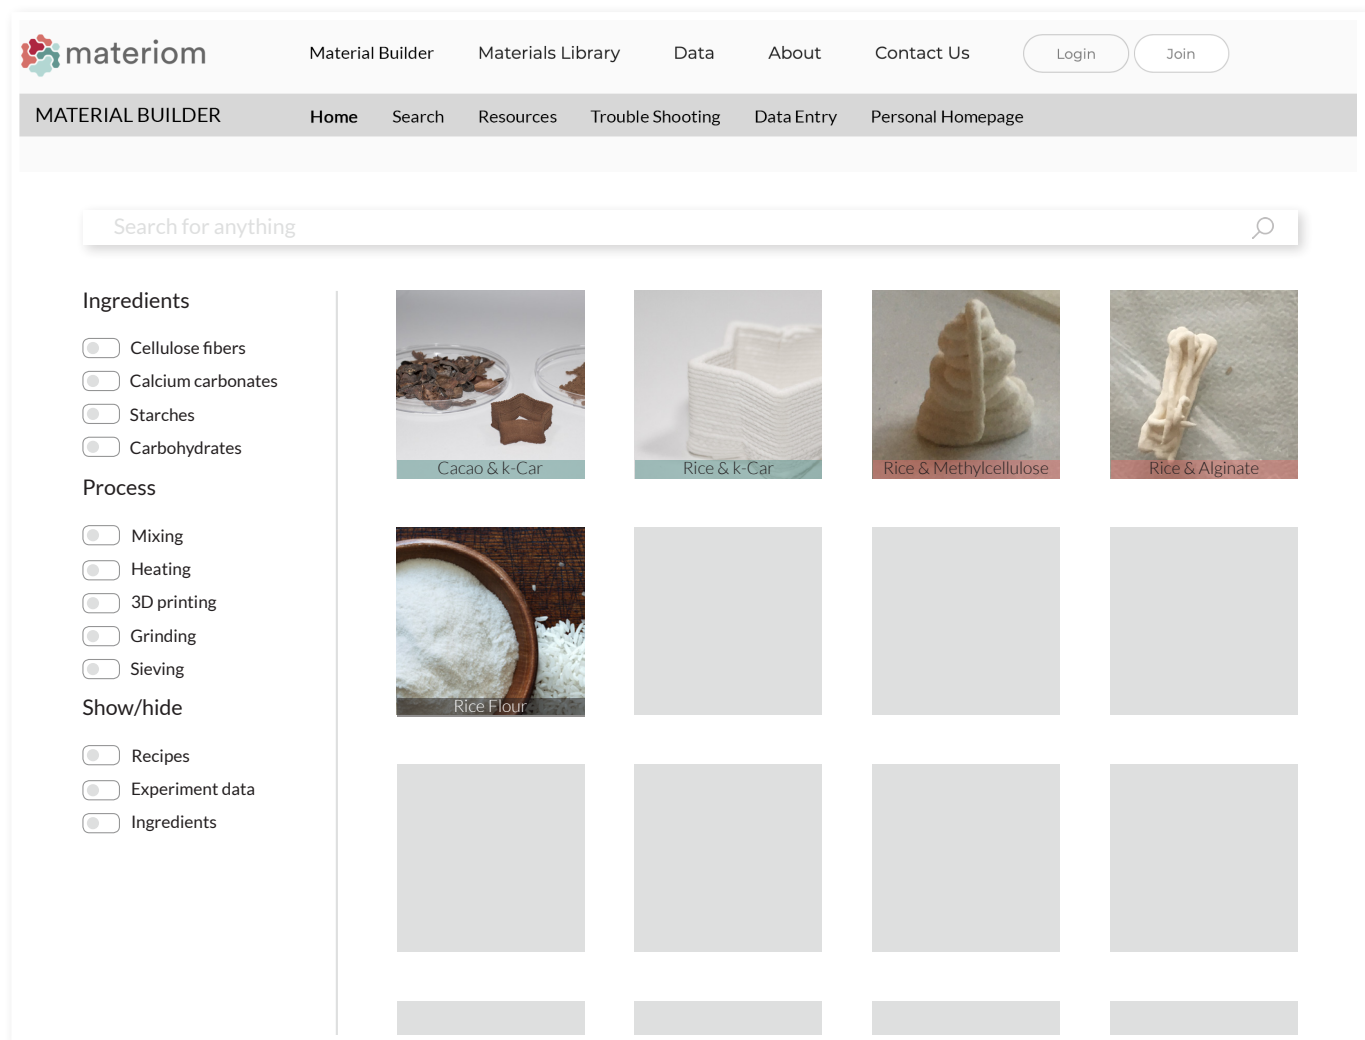 materiom
Material Builder Materials Library Data About Contact Us Login Join
MATERIAL BUILDER Home Search Resources Trouble Shooting Data Entry Personal Homepage
Search for anything
Ingredients
Cellulose fibers
Calcium carbonates
Starches
Carbohydrates
Process
Mixing
Heating
3D printing
Grinding
Sieving
Show/hide
Recipes
Experiment data
Ingredients
Cacao & k-Car
Rice & k-Car
Rice & Methylcellulose
Rice & Alginate
Rice Flour